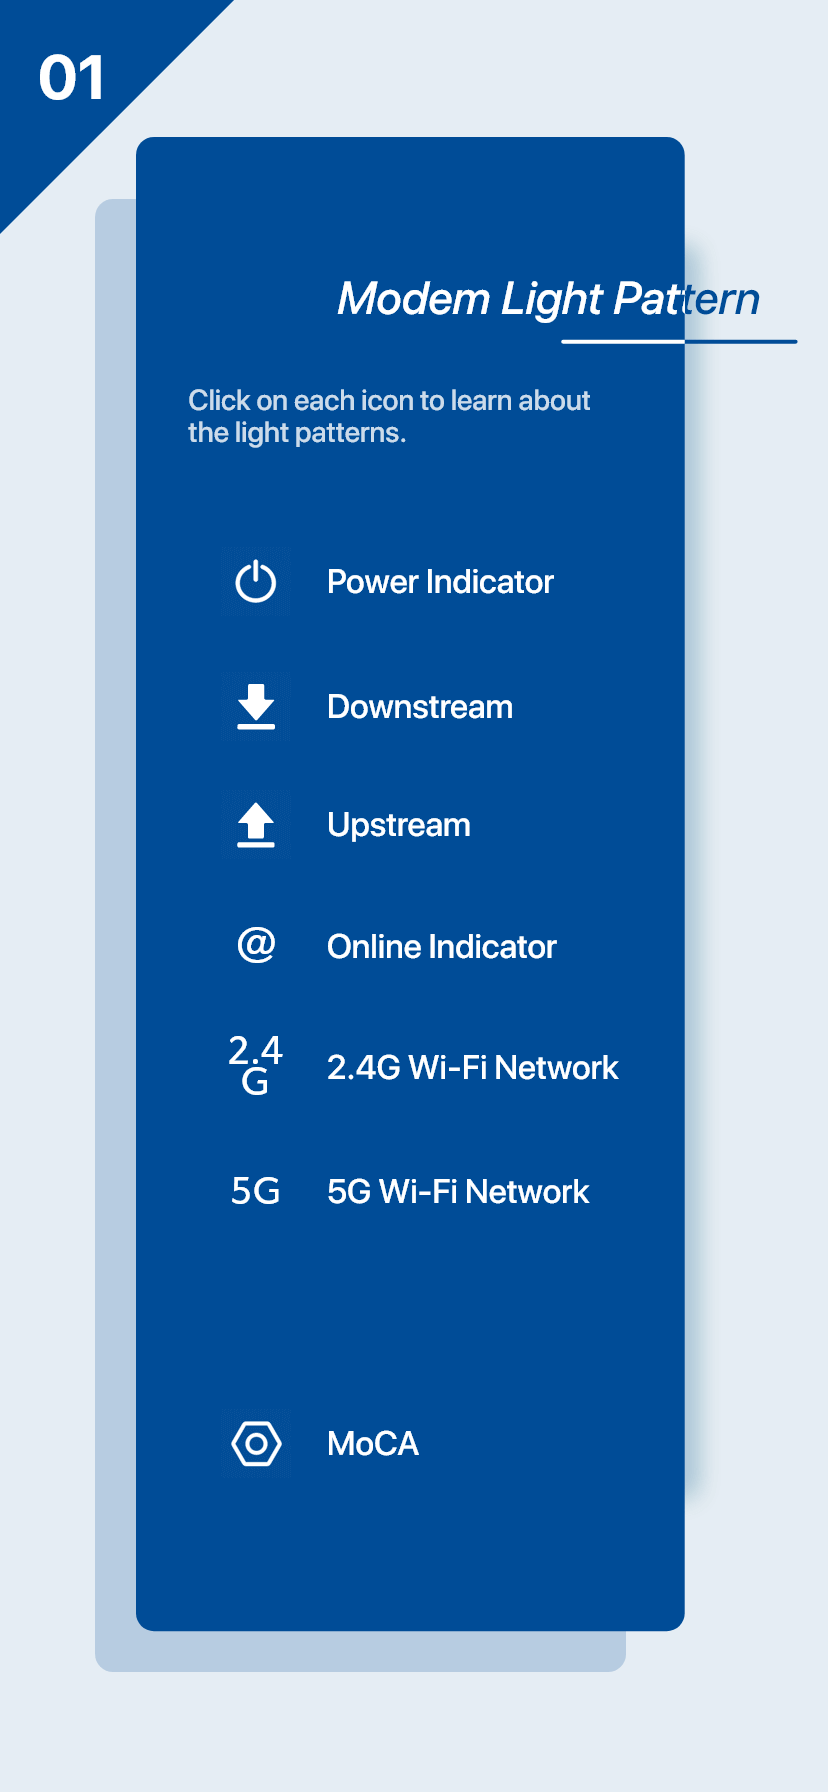 01
Modem Light Pattern
Click on each icon to learn about
the light patterns.
Power Indicator
Downstream
Upstream
@ Online Indicator
2.4
G
2.4G Wi-Fi Network
5G 5G Wi-Fi Network
MoCA